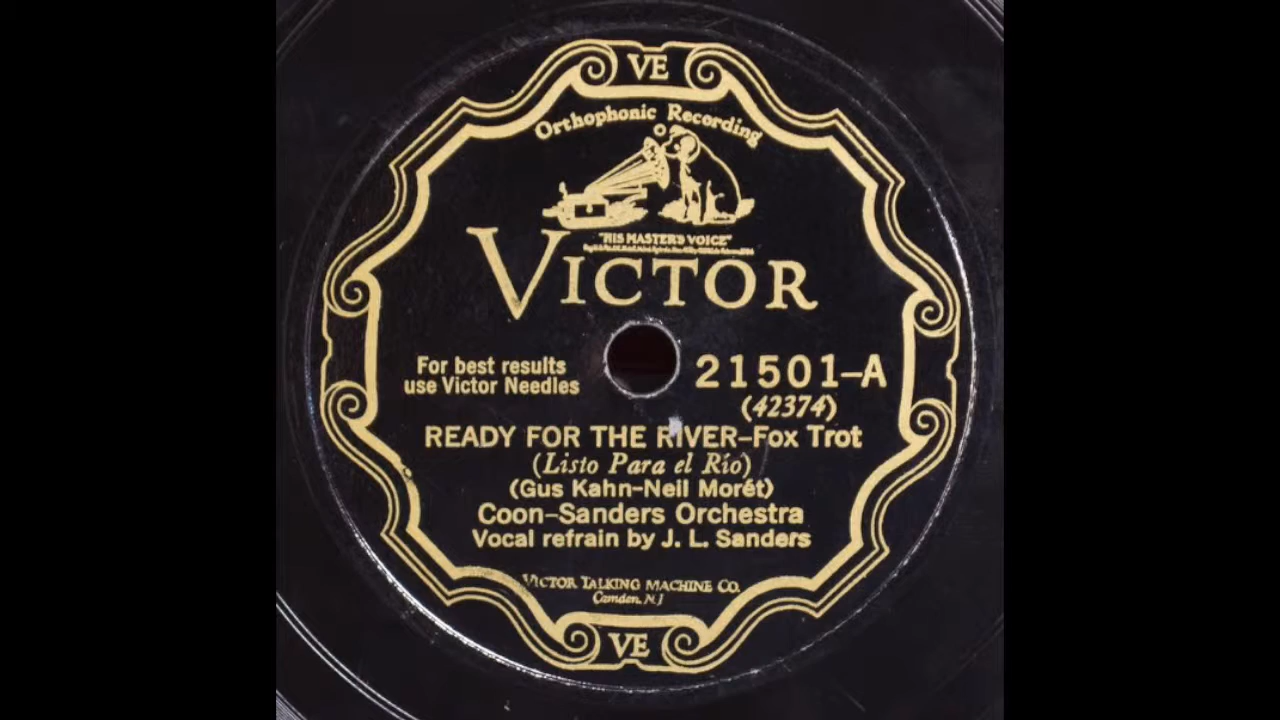 VE
Orthophonic Recording
"HIS MASTER'S VOICE"
VICTOR
For best results
use Victor Needles
21501-A
(42374)
READY FOR THE RIVER-Fox Trot
(Listo Para el Río)
(Gus Kahn-Neil Morét)
Coon-Sanders Orchestra
Vocal refrain by J. L. Sanders
VICTOR TALKING MACHINE CO.
Camden, N.J
VE